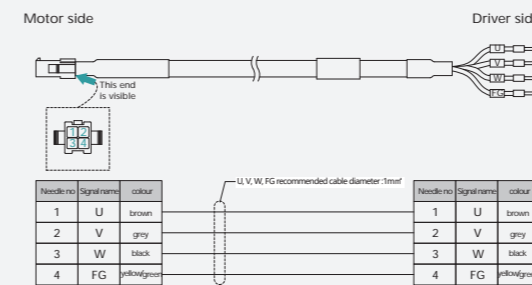 Motor side
Driver sid
U
V
W
FG
This end
is visible
1 2
3 4
U, V, W, FG recommended cable diameter :1mm²
Needle no Signal name colour
1 U brown
2 V grey
3 W black
4 FG yellow/green
Needle no Signal name colour
1 U brown
2 V grey
3 W black
4 FG yellow/gree